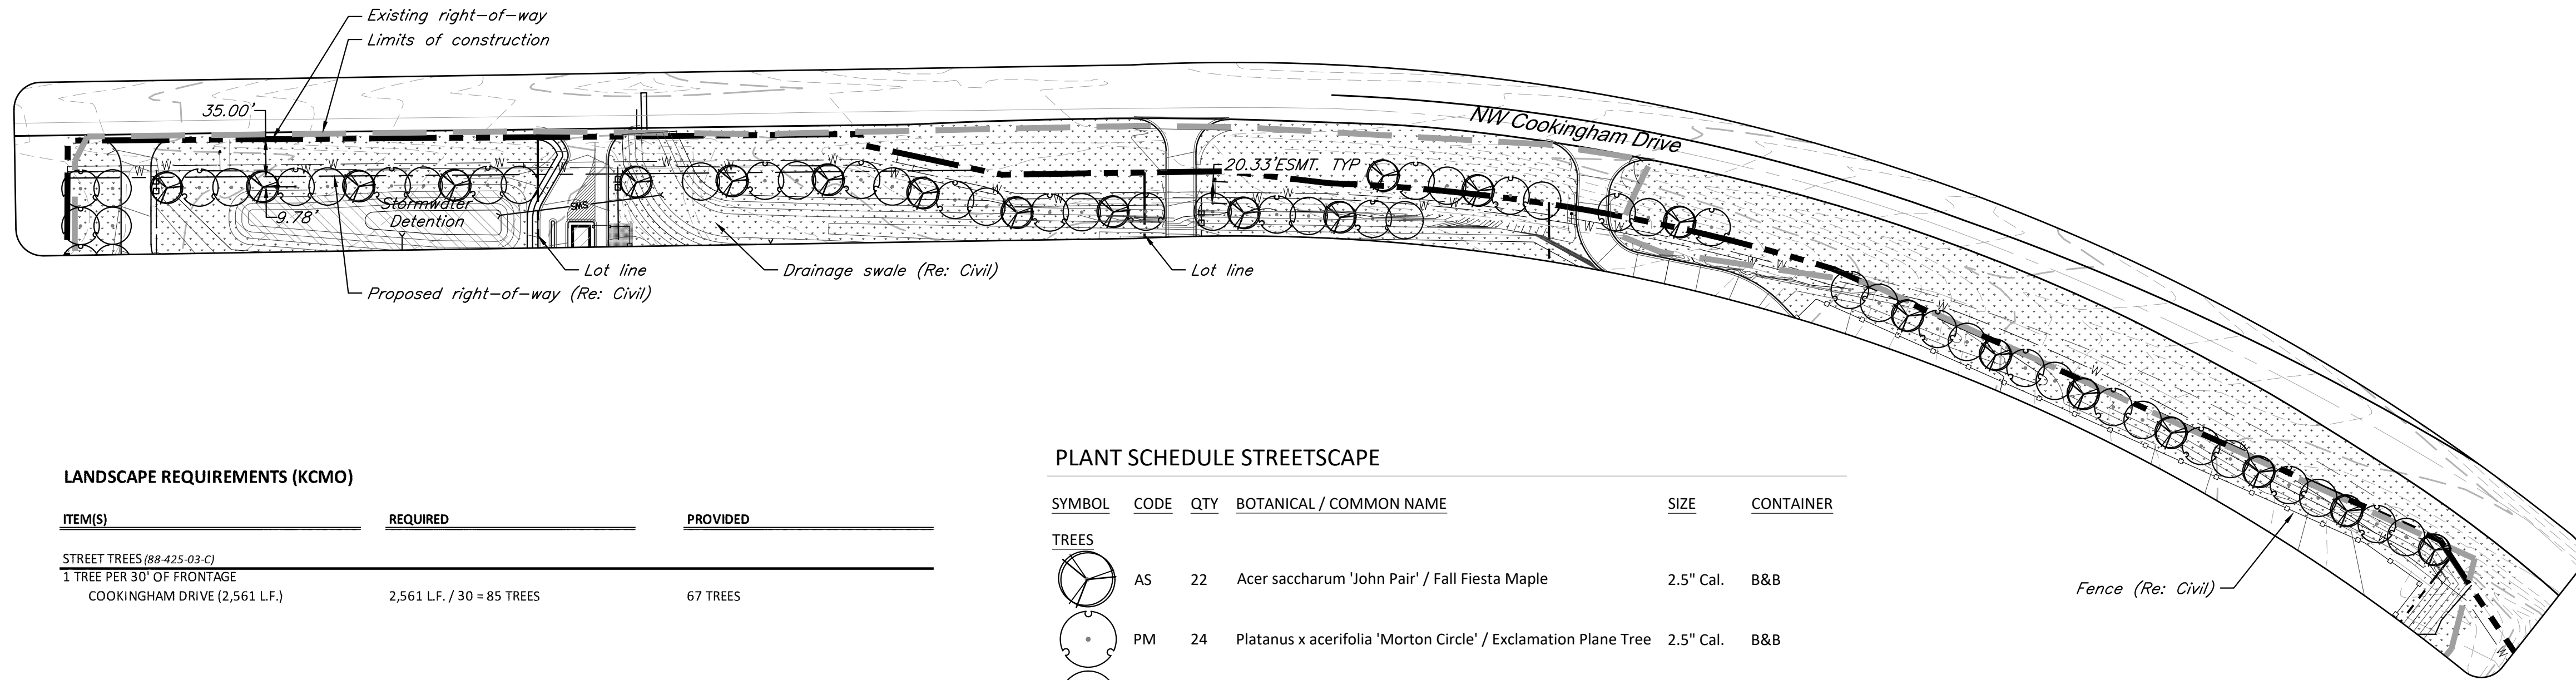 Existing right-of-way
Limits of construction
35.00'
NW Cookingham Drive
20.33'ESMT. TYP
9.78'
Stormwater
Detention
SMS
Lot line
Drainage swale (Re: Civil)
Lot line
Proposed right-of-way (Re: Civil)
Fence (Re: Civil)
W
LANDSCAPE REQUIREMENTS (KCMO)
ITEM(S) REQUIRED PROVIDED
STREET TREES (88-425-03-C)
1 TREE PER 30' OF FRONTAGE
COOKINGHAM DRIVE (2,561 L.F.) 2,561 L.F. / 30 = 85 TREES 67 TREES
PLANT SCHEDULE STREETSCAPE
SYMBOL CODE QTY BOTANICAL / COMMON NAME SIZE CONTAINER
TREES
AS 22 Acer saccharum 'John Pair' / Fall Fiesta Maple 2.5" Cal. B&B
PM 24 Platanus x acerifolia 'Morton Circle' / Exclamation Plane Tree 2.5" Cal. B&B